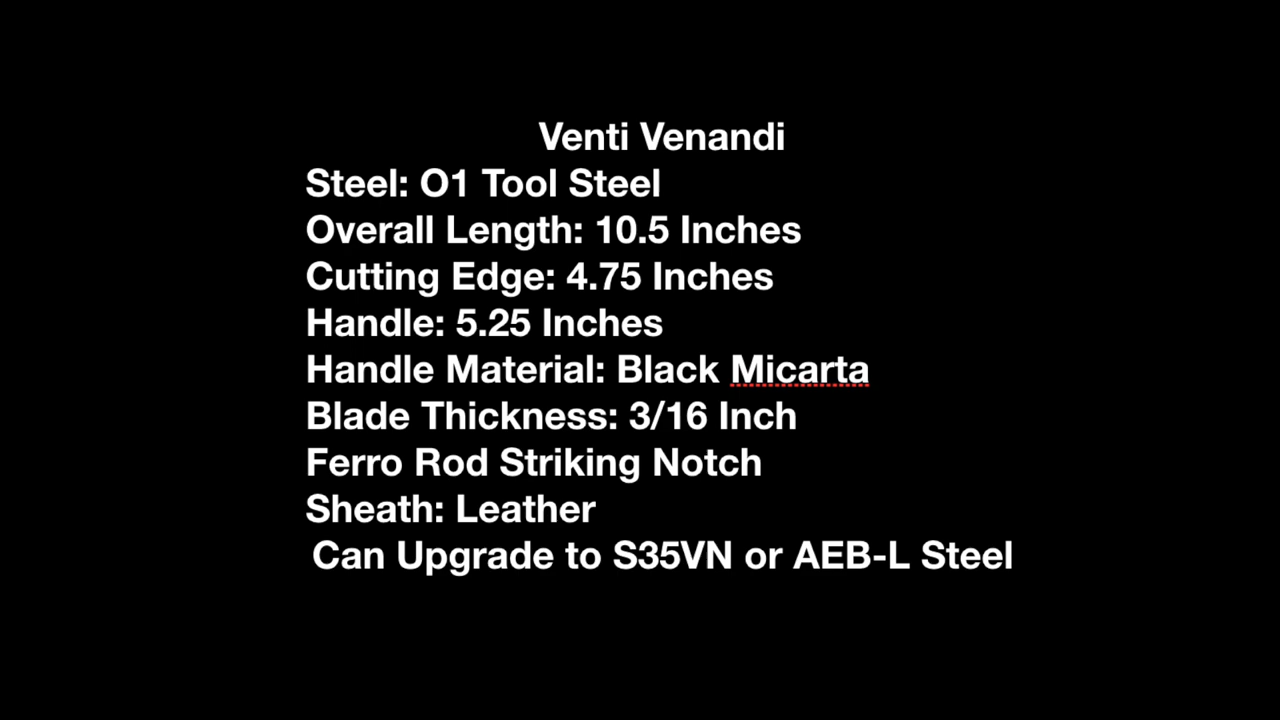 Venti Venandi
Steel: O1 Tool Steel
Overall Length: 10.5 Inches
Cutting Edge: 4.75 Inches
Handle: 5.25 Inches
Handle Material: Black Micarta
Blade Thickness: 3/16 Inch
Ferro Rod Striking Notch
Sheath: Leather
Can Upgrade to S35VN or AEB-L Steel